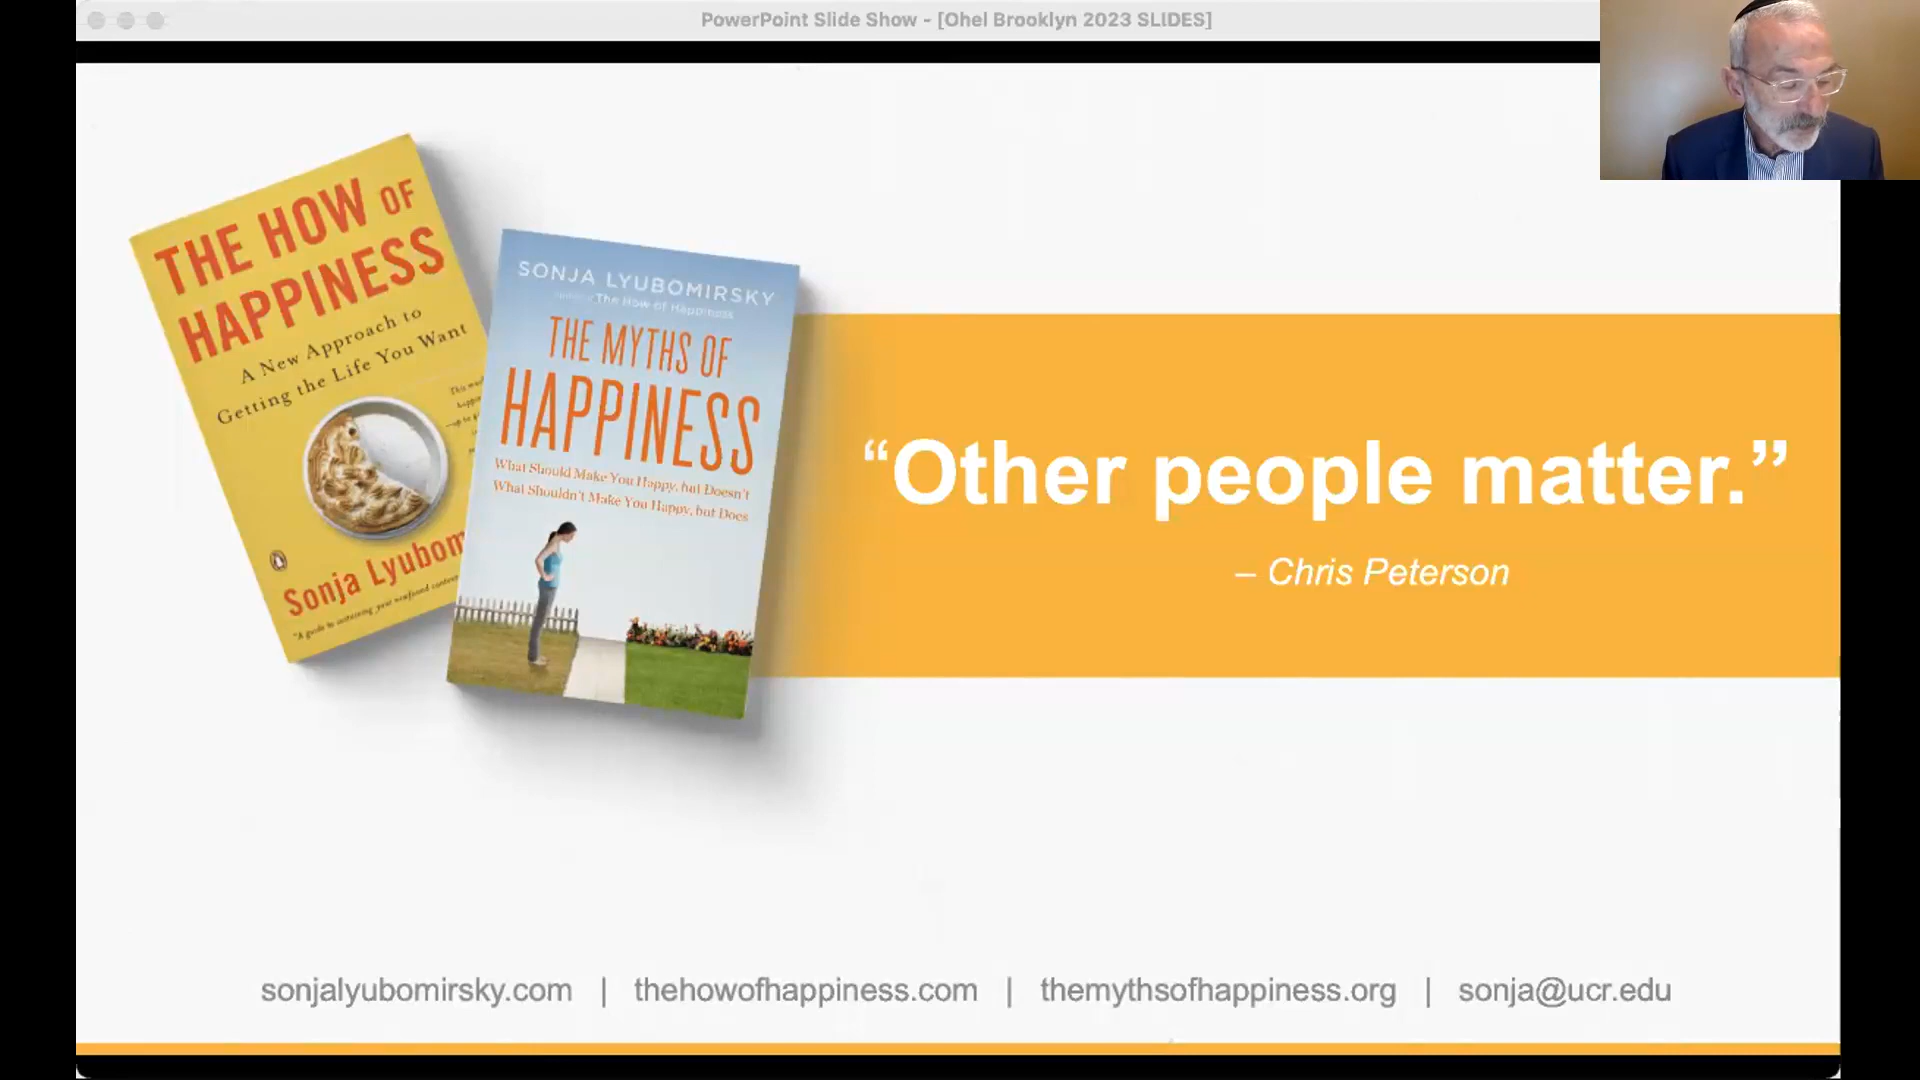 PowerPoint Slide Show - [Ohel Brooklyn 2023 SLIDES]
THE HOW OF
HAPPINESS
A New Approach to
Getting the Life You Want
Sonja Lyubom
SONJA LYUBOMIRSKY
The How of Happiness
THE MYTHS OF
HAPPINESS
What Should Make You Happy, but Doesn't
What Shouldn't Make You Happy, but Does
“Other people matter.”
– Chris Peterson
sonjalyubomirsky.com | thehowofhappiness.com | themythsofhappiness.org | sonja@ucr.edu